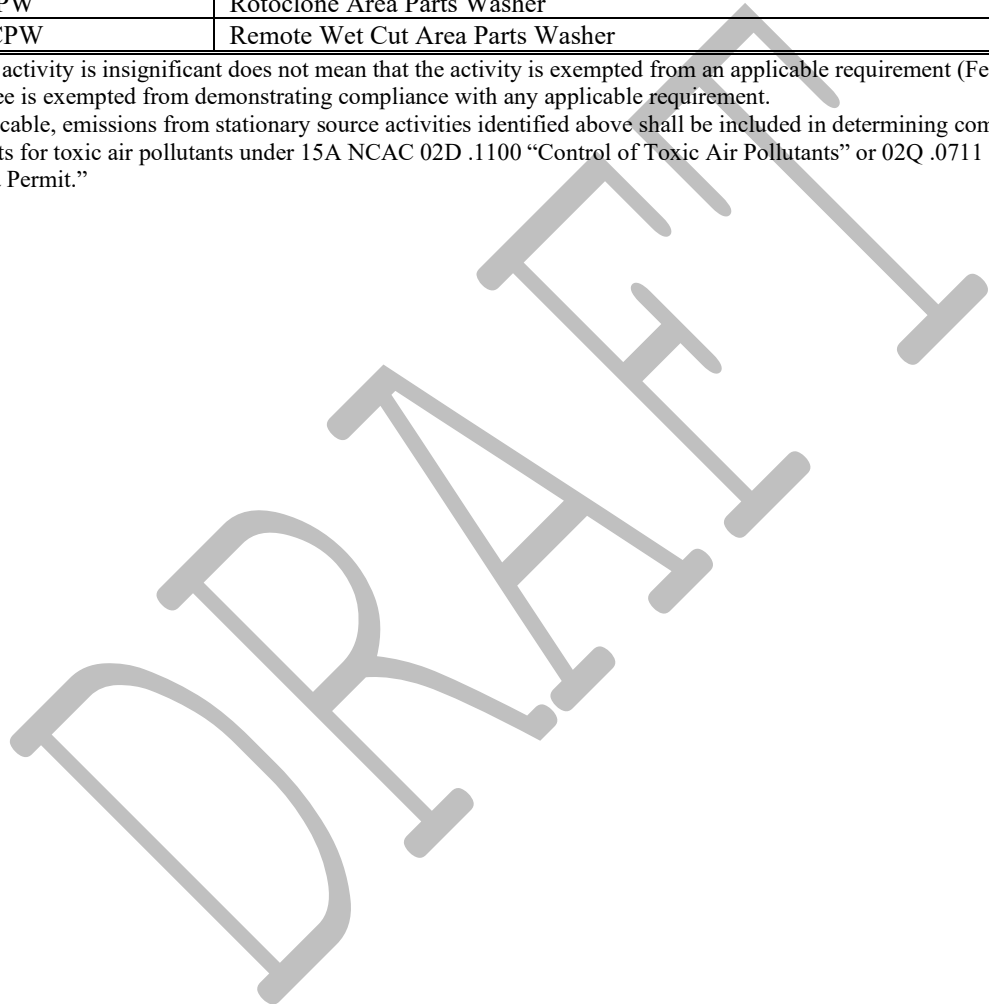 PW Rotoclone Area Parts Washer
CPW Remote Wet Cut Area Parts Washer
activity is insignificant does not mean that the activity is exempted from an applicable requirement (Fe
ee is exempted from demonstrating compliance with any applicable requirement.
cable, emissions from stationary source activities identified above shall be included in determining com
ts for toxic air pollutants under 15A NCAC 02D .1100 “Control of Toxic Air Pollutants” or 02Q .0711
Permit.”
DRAFT